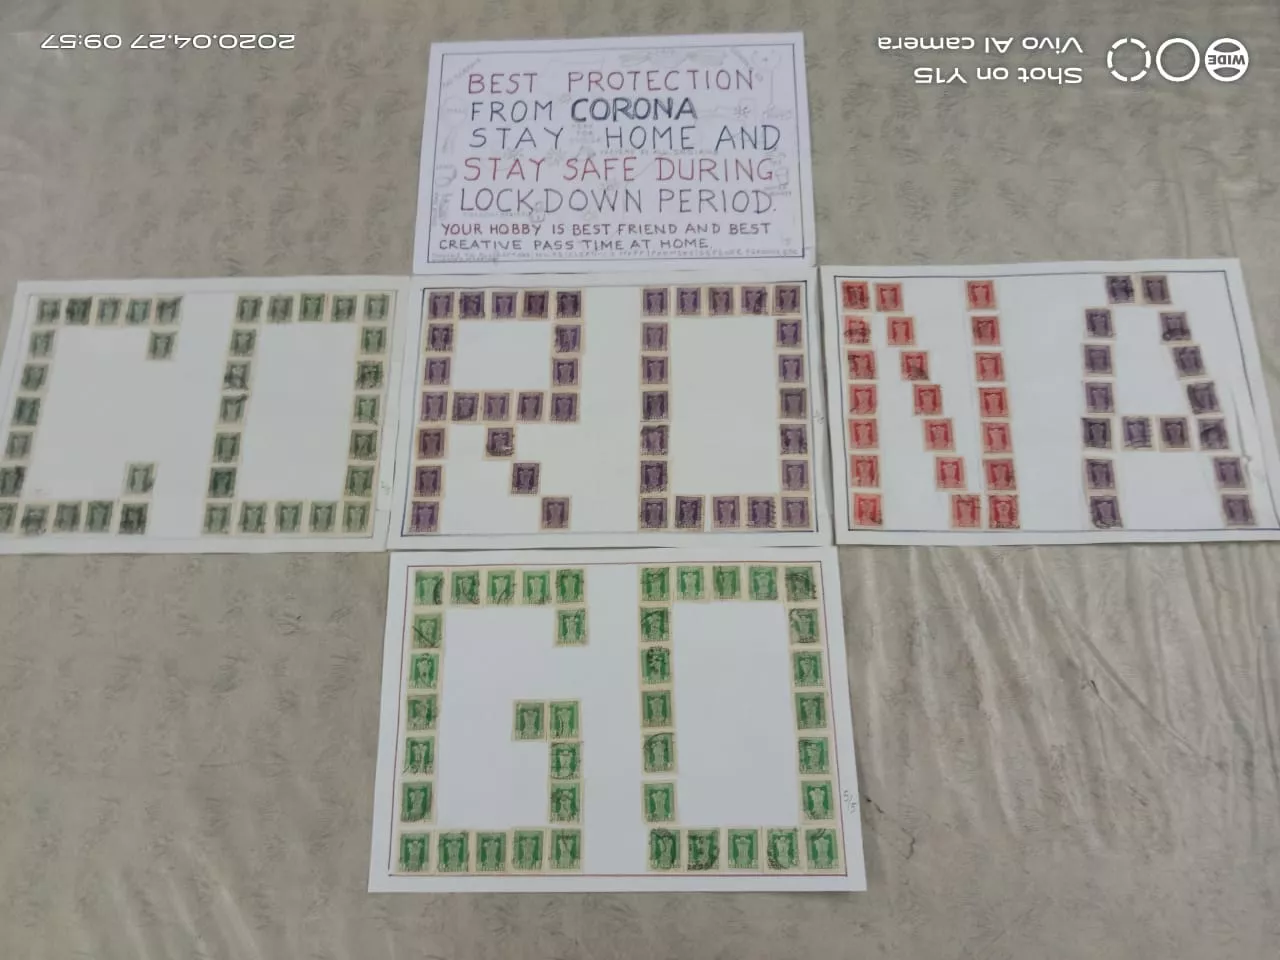 2020.04.27 09:57
Shot on Y15
Vivo AI camera
WIDE
BEST PROTECTION
FROM CORONA
STAY HOME AND
STAY SAFE DURING
LOCKDOWN PERIOD.
YOUR HOBBY IS BEST FRIEND AND BEST
CREATIVE PASS TIME AT HOME.
CORONA
GO
5/5